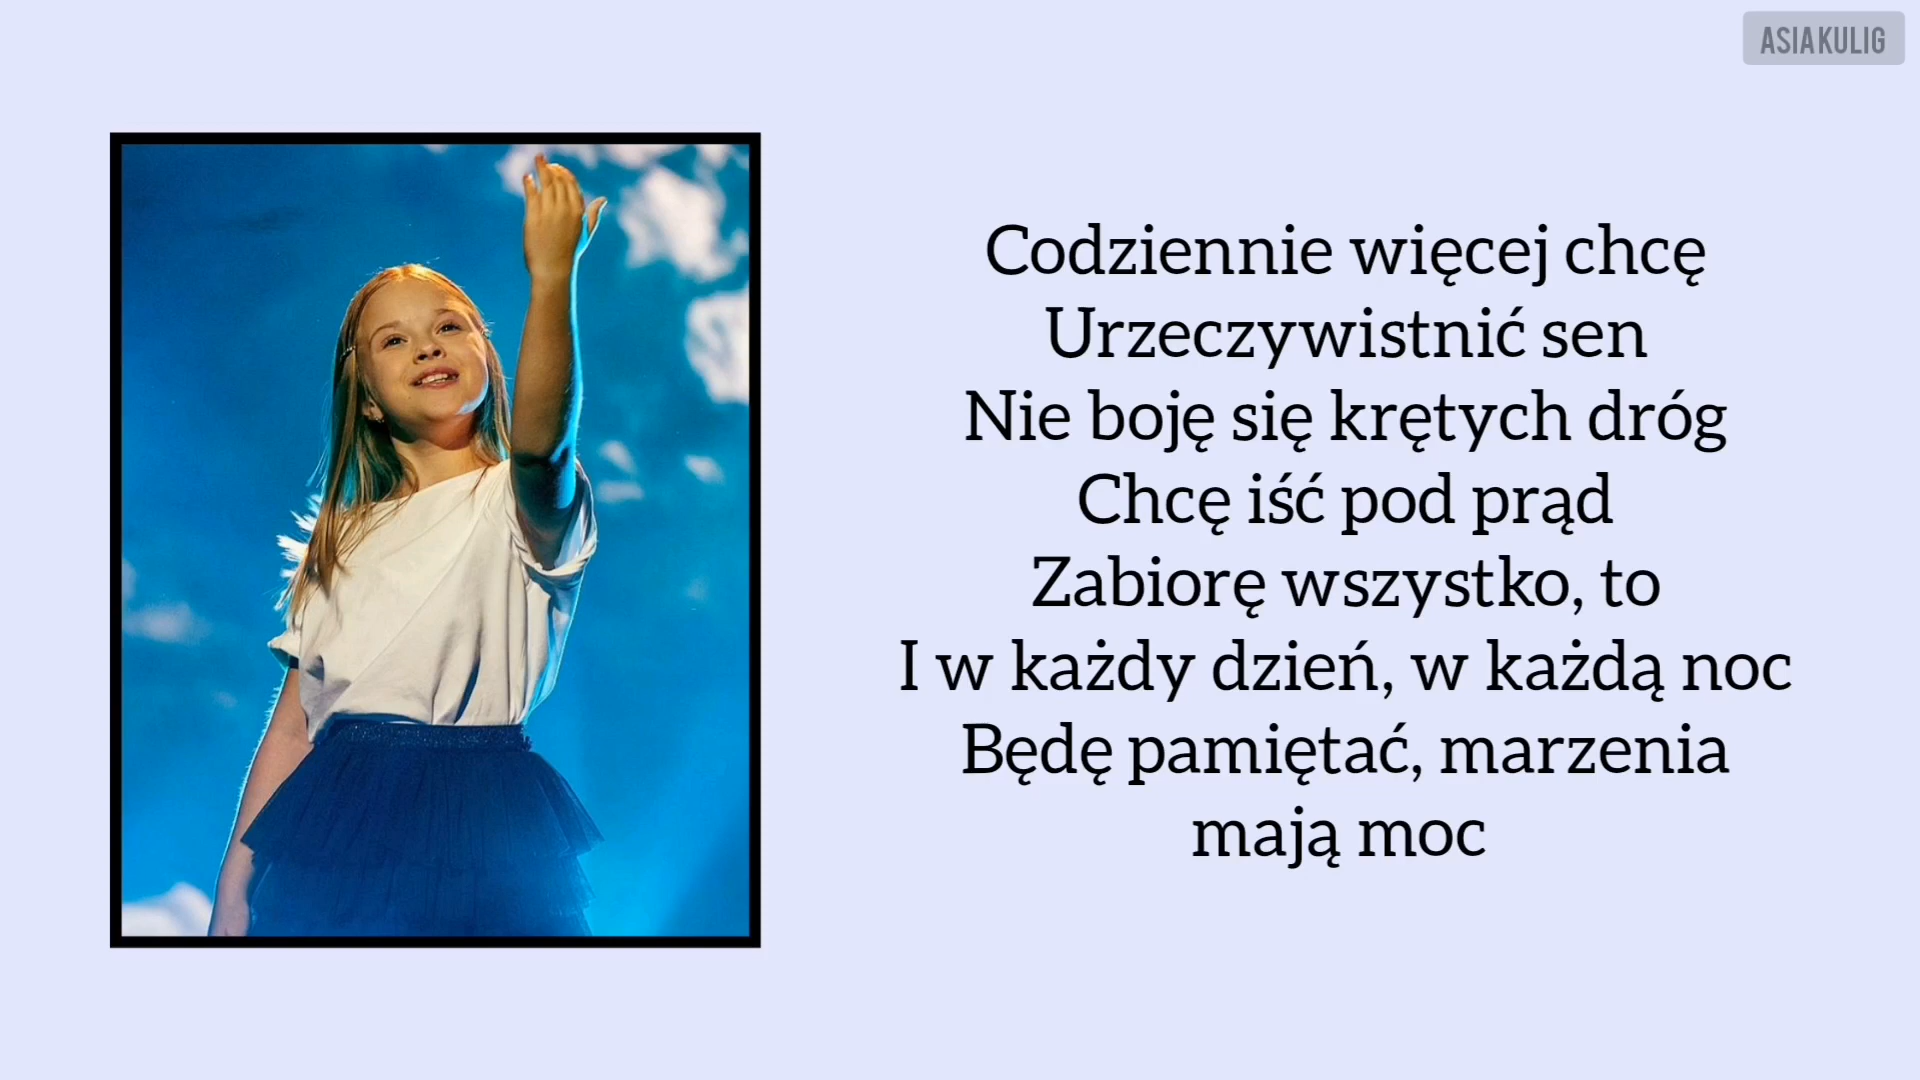 ASIAKULIG
Codziennie więcej chcę
Urzeczywistnić sen
Nie boję się krętych dróg
Chcę iść pod prąd
Zabiorę wszystko, to
I w każdy dzień, w każdą noc
Będę pamiętać, marzenia
mają moc